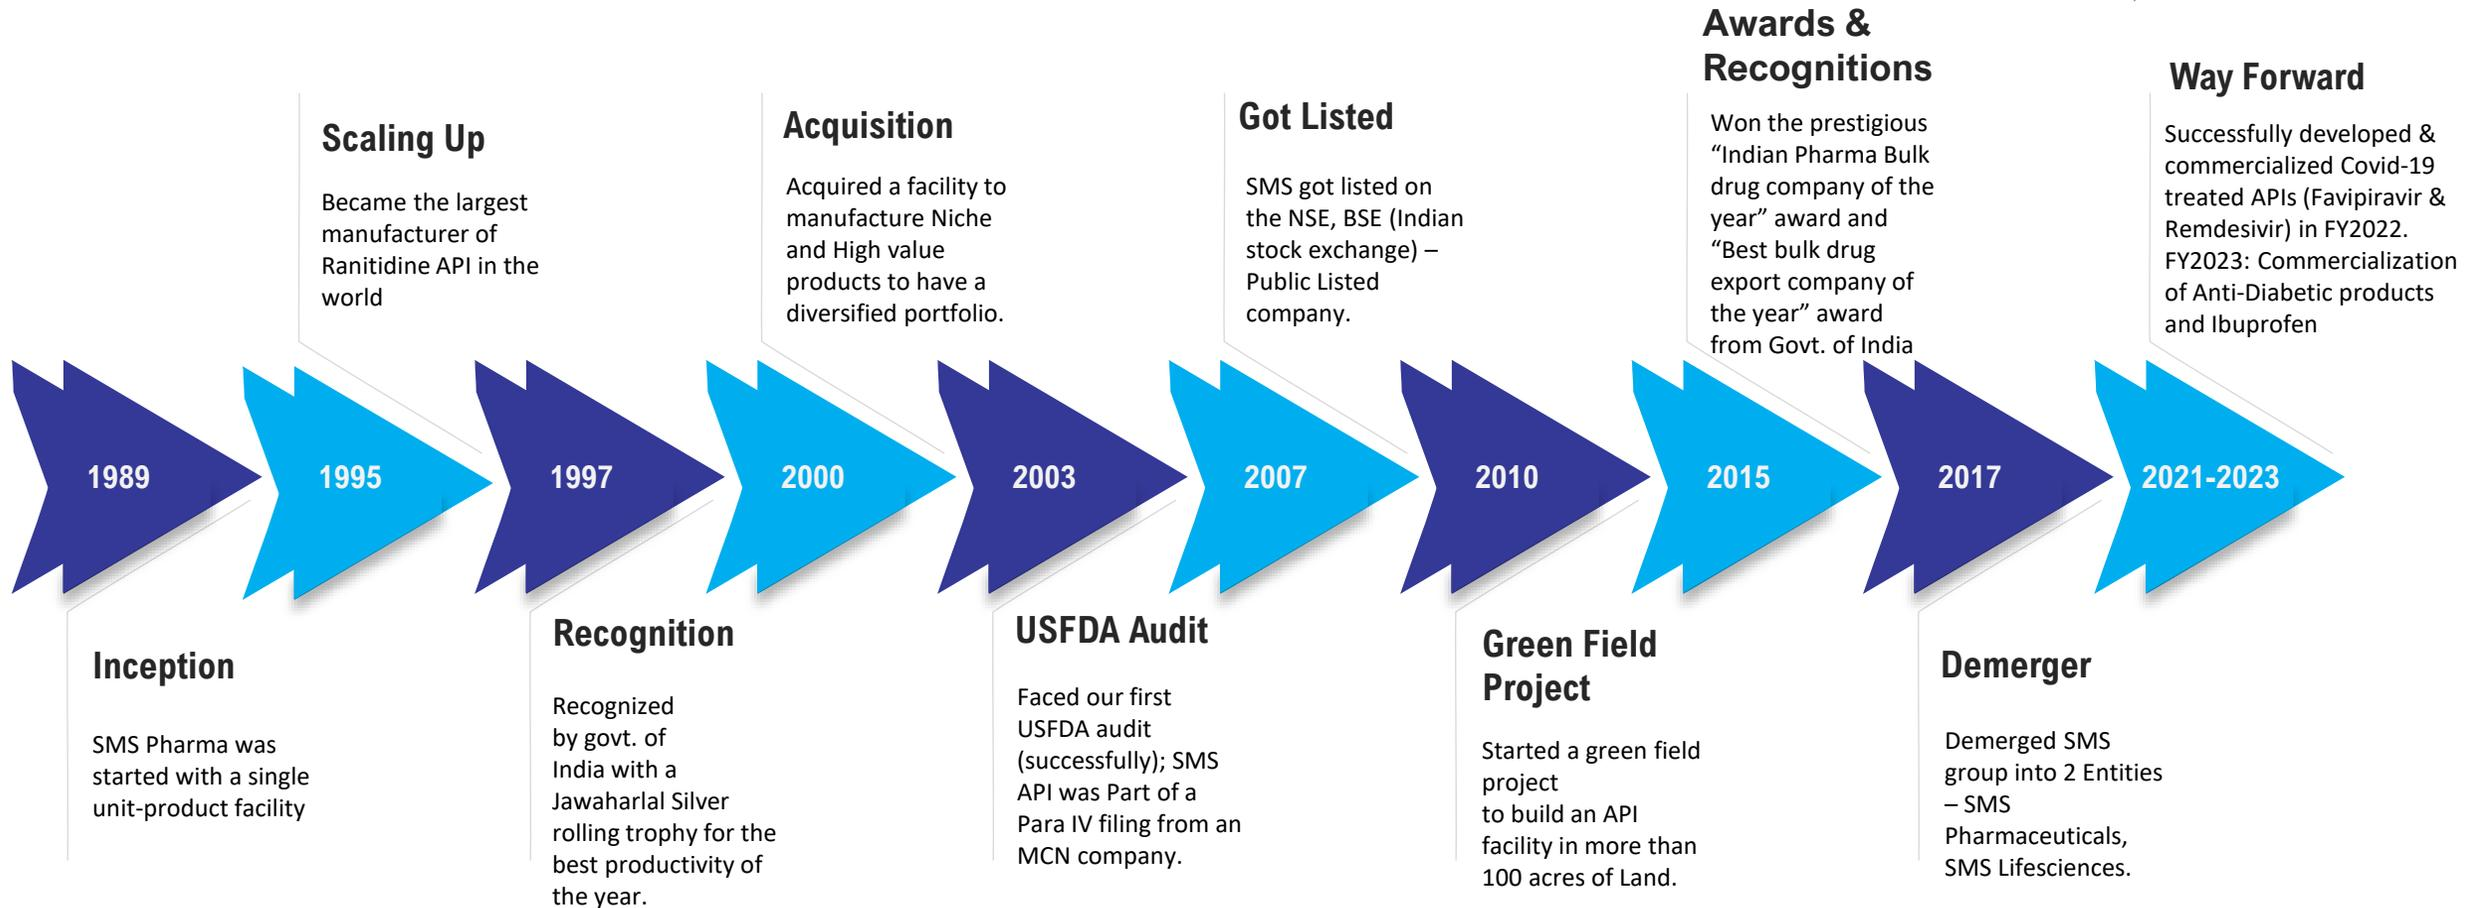 Awards &
Recognitions
Won the prestigious
“Indian Pharma Bulk
drug company of the
year” award and
“Best bulk drug
export company of
the year” award
from Govt. of India
Way Forward
Successfully developed &
commercialized Covid-19
treated APIs (Favipiravir &
Remdesivir) in FY2022.
FY2023: Commercialization
of Anti-Diabetic products
and Ibuprofen
Scaling Up
Became the largest
manufacturer of
Ranitidine API in the
world
Acquisition
Acquired a facility to
manufacture Niche
and High value
products to have a
diversified portfolio.
Got Listed
SMS got listed on
the NSE, BSE (Indian
stock exchange) –
Public Listed
company.
1989
1995
1997
2000
2003
2007
2010
2015
2017
2021-2023
Inception
SMS Pharma was
started with a single
unit-product facility
Recognition
Recognized
by govt. of
India with a
Jawaharlal Silver
rolling trophy for the
best productivity of
the year.
USFDA Audit
Faced our first
USFDA audit
(successfully); SMS
API was Part of a
Para IV filing from an
MCN company.
Green Field
Project
Started a green field
project
to build an API
facility in more than
100 acres of Land.
Demerger
Demerged SMS
group into 2 Entities
– SMS
Pharmaceuticals,
SMS Lifesciences.